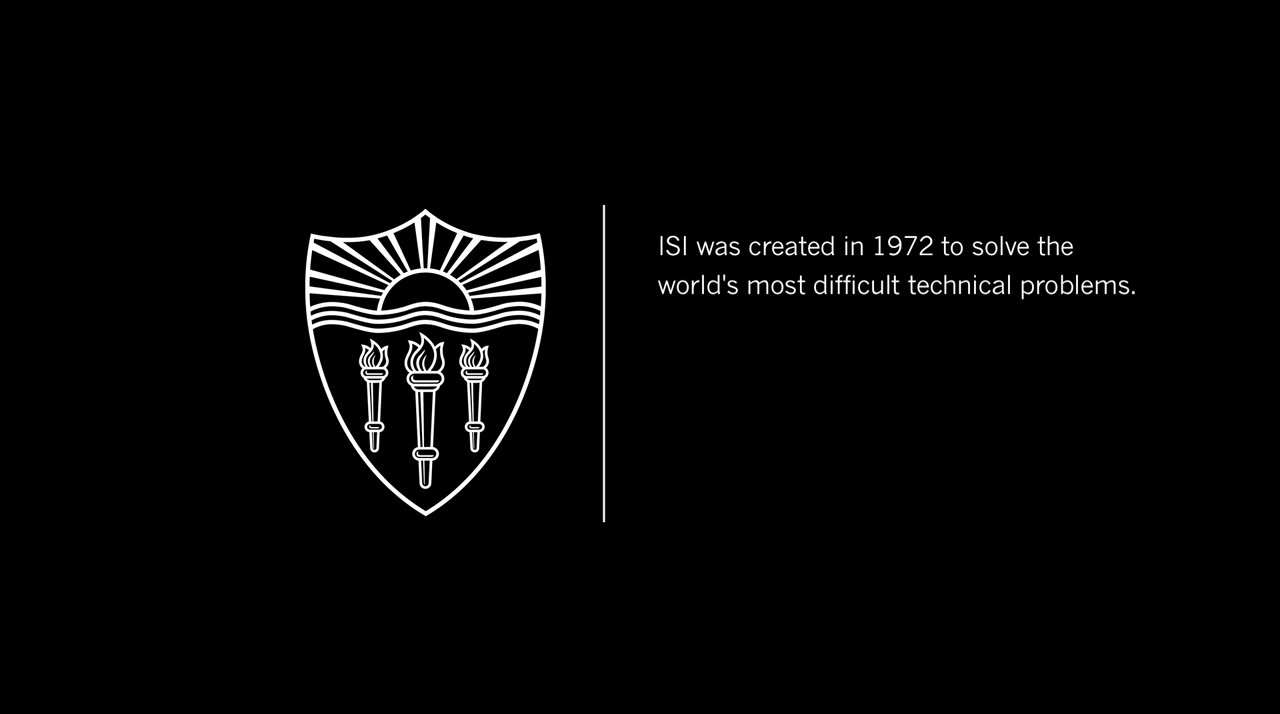 ISI was created in 1972 to solve the
world's most difficult technical problems.